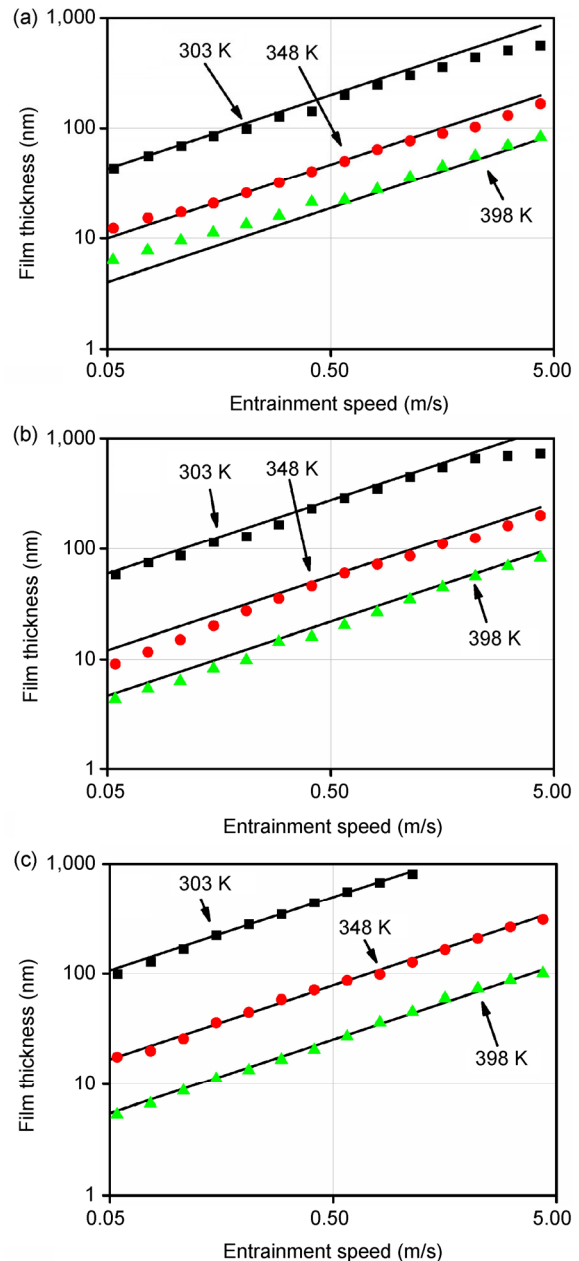 (a)
1,000
100
10
1
Film thickness (nm)
303 K
348 K
398 K
0.05
0.50
5.00
Entrainment speed (m/s)
(b)
1,000
100
10
1
Film thickness (nm)
303 K
348 K
398 K
0.05
0.50
5.00
Entrainment speed (m/s)
(c)
1,000
100
10
1
Film thickness (nm)
303 K
348 K
398 K
0.05
0.50
5.00
Entrainment speed (m/s)